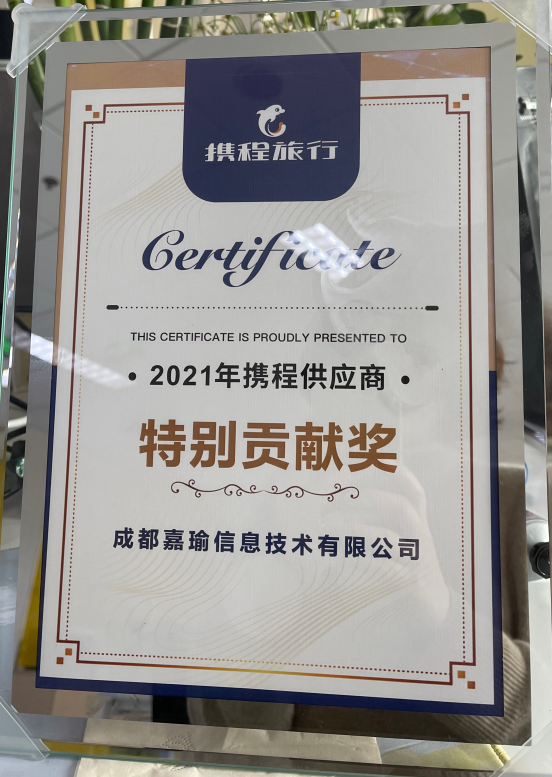 携程旅行
Certificate
THIS CERTIFICATE IS PROUDLY PRESENTED TO
• 2021年携程供应商 •
特别贡献奖
成都嘉瑜信息技术有限公司